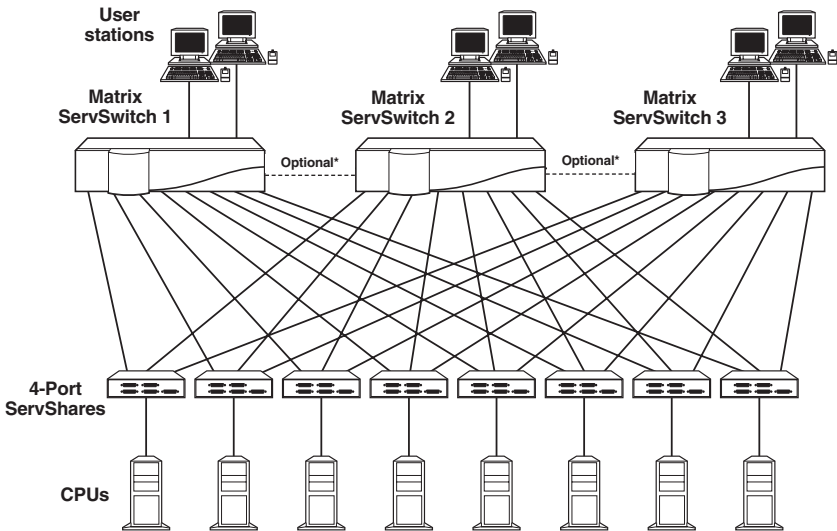 User
stations
Matrix
ServSwitch 1
Matrix
ServSwitch 2
Matrix
ServSwitch 3
Optional*
Optional*
4-Port
ServShares
CPUs